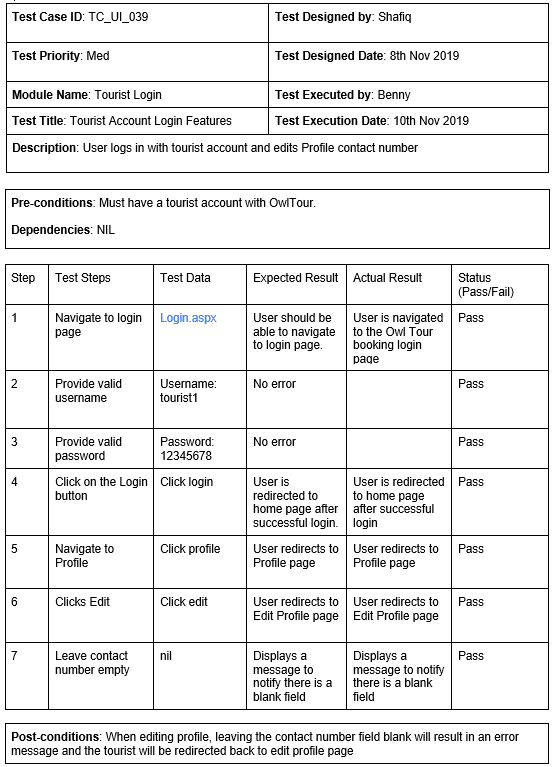 Test Case ID: TC_UI_039
Test Designed by: Shafiq
Test Priority: Med
Test Designed Date: 8th Nov 2019
Module Name: Tourist Login
Test Executed by: Benny
Test Title: Tourist Account Login Features
Test Execution Date: 10th Nov 2019
Description: User logs in with tourist account and edits Profile contact number
Pre-conditions: Must have a tourist account with OwlTour.
Dependencies: NIL
Step
Test Steps
Test Data
Expected Result
Actual Result
Status
(Pass/Fail)
1
Navigate to login
page
Login.aspx
User should be
able to navigate
to login page.
User is navigated
to the Owl Tour
booking login
page
Pass
2
Provide valid
username
Username:
tourist1
No error
Pass
3
Provide valid
password
Password:
12345678
No error
Pass
4
Click on the Login
button
Click login
User is
redirected to
home page after
successful login.
User is redirected
to home page
after successful
login
Pass
5
Navigate to
Profile
Click profile
User redirects to
Profile page
User redirects to
Profile page
Pass
6
Clicks Edit
Click edit
User redirects to
Edit Profile page
User redirects to
Edit Profile page
Pass
7
Leave contact
number empty
nil
Displays a
message to
notify there is a
blank field
Displays a
message to notify
there is a blank
field
Pass
Post-conditions: When editing profile, leaving the contact number field blank will result in an error
message and the tourist will be redirected back to edit profile page